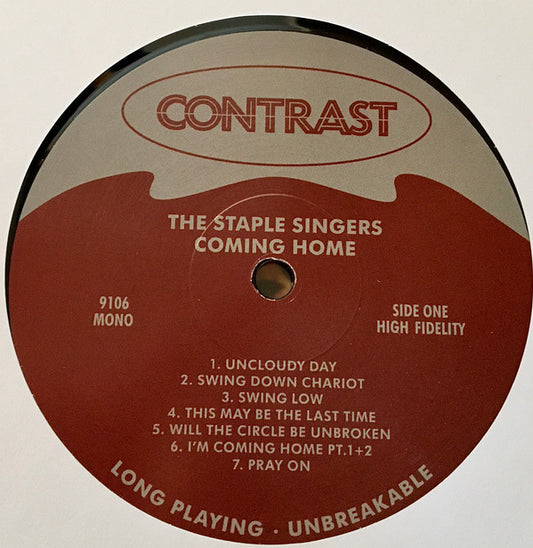 CONTRAST
THE STAPLE SINGERS
COMING HOME
9106
MONO
SIDE ONE
HIGH FIDELITY
1. UNCLOUDY DAY
2. SWING DOWN CHARIOT
3. SWING LOW
4. THIS MAY BE THE LAST TIME
5. WILL THE CIRCLE BE UNBROKEN
6. I'M COMING HOME PT.1+2
7. PRAY ON
LONG PLAYING · UNBREAKABLE